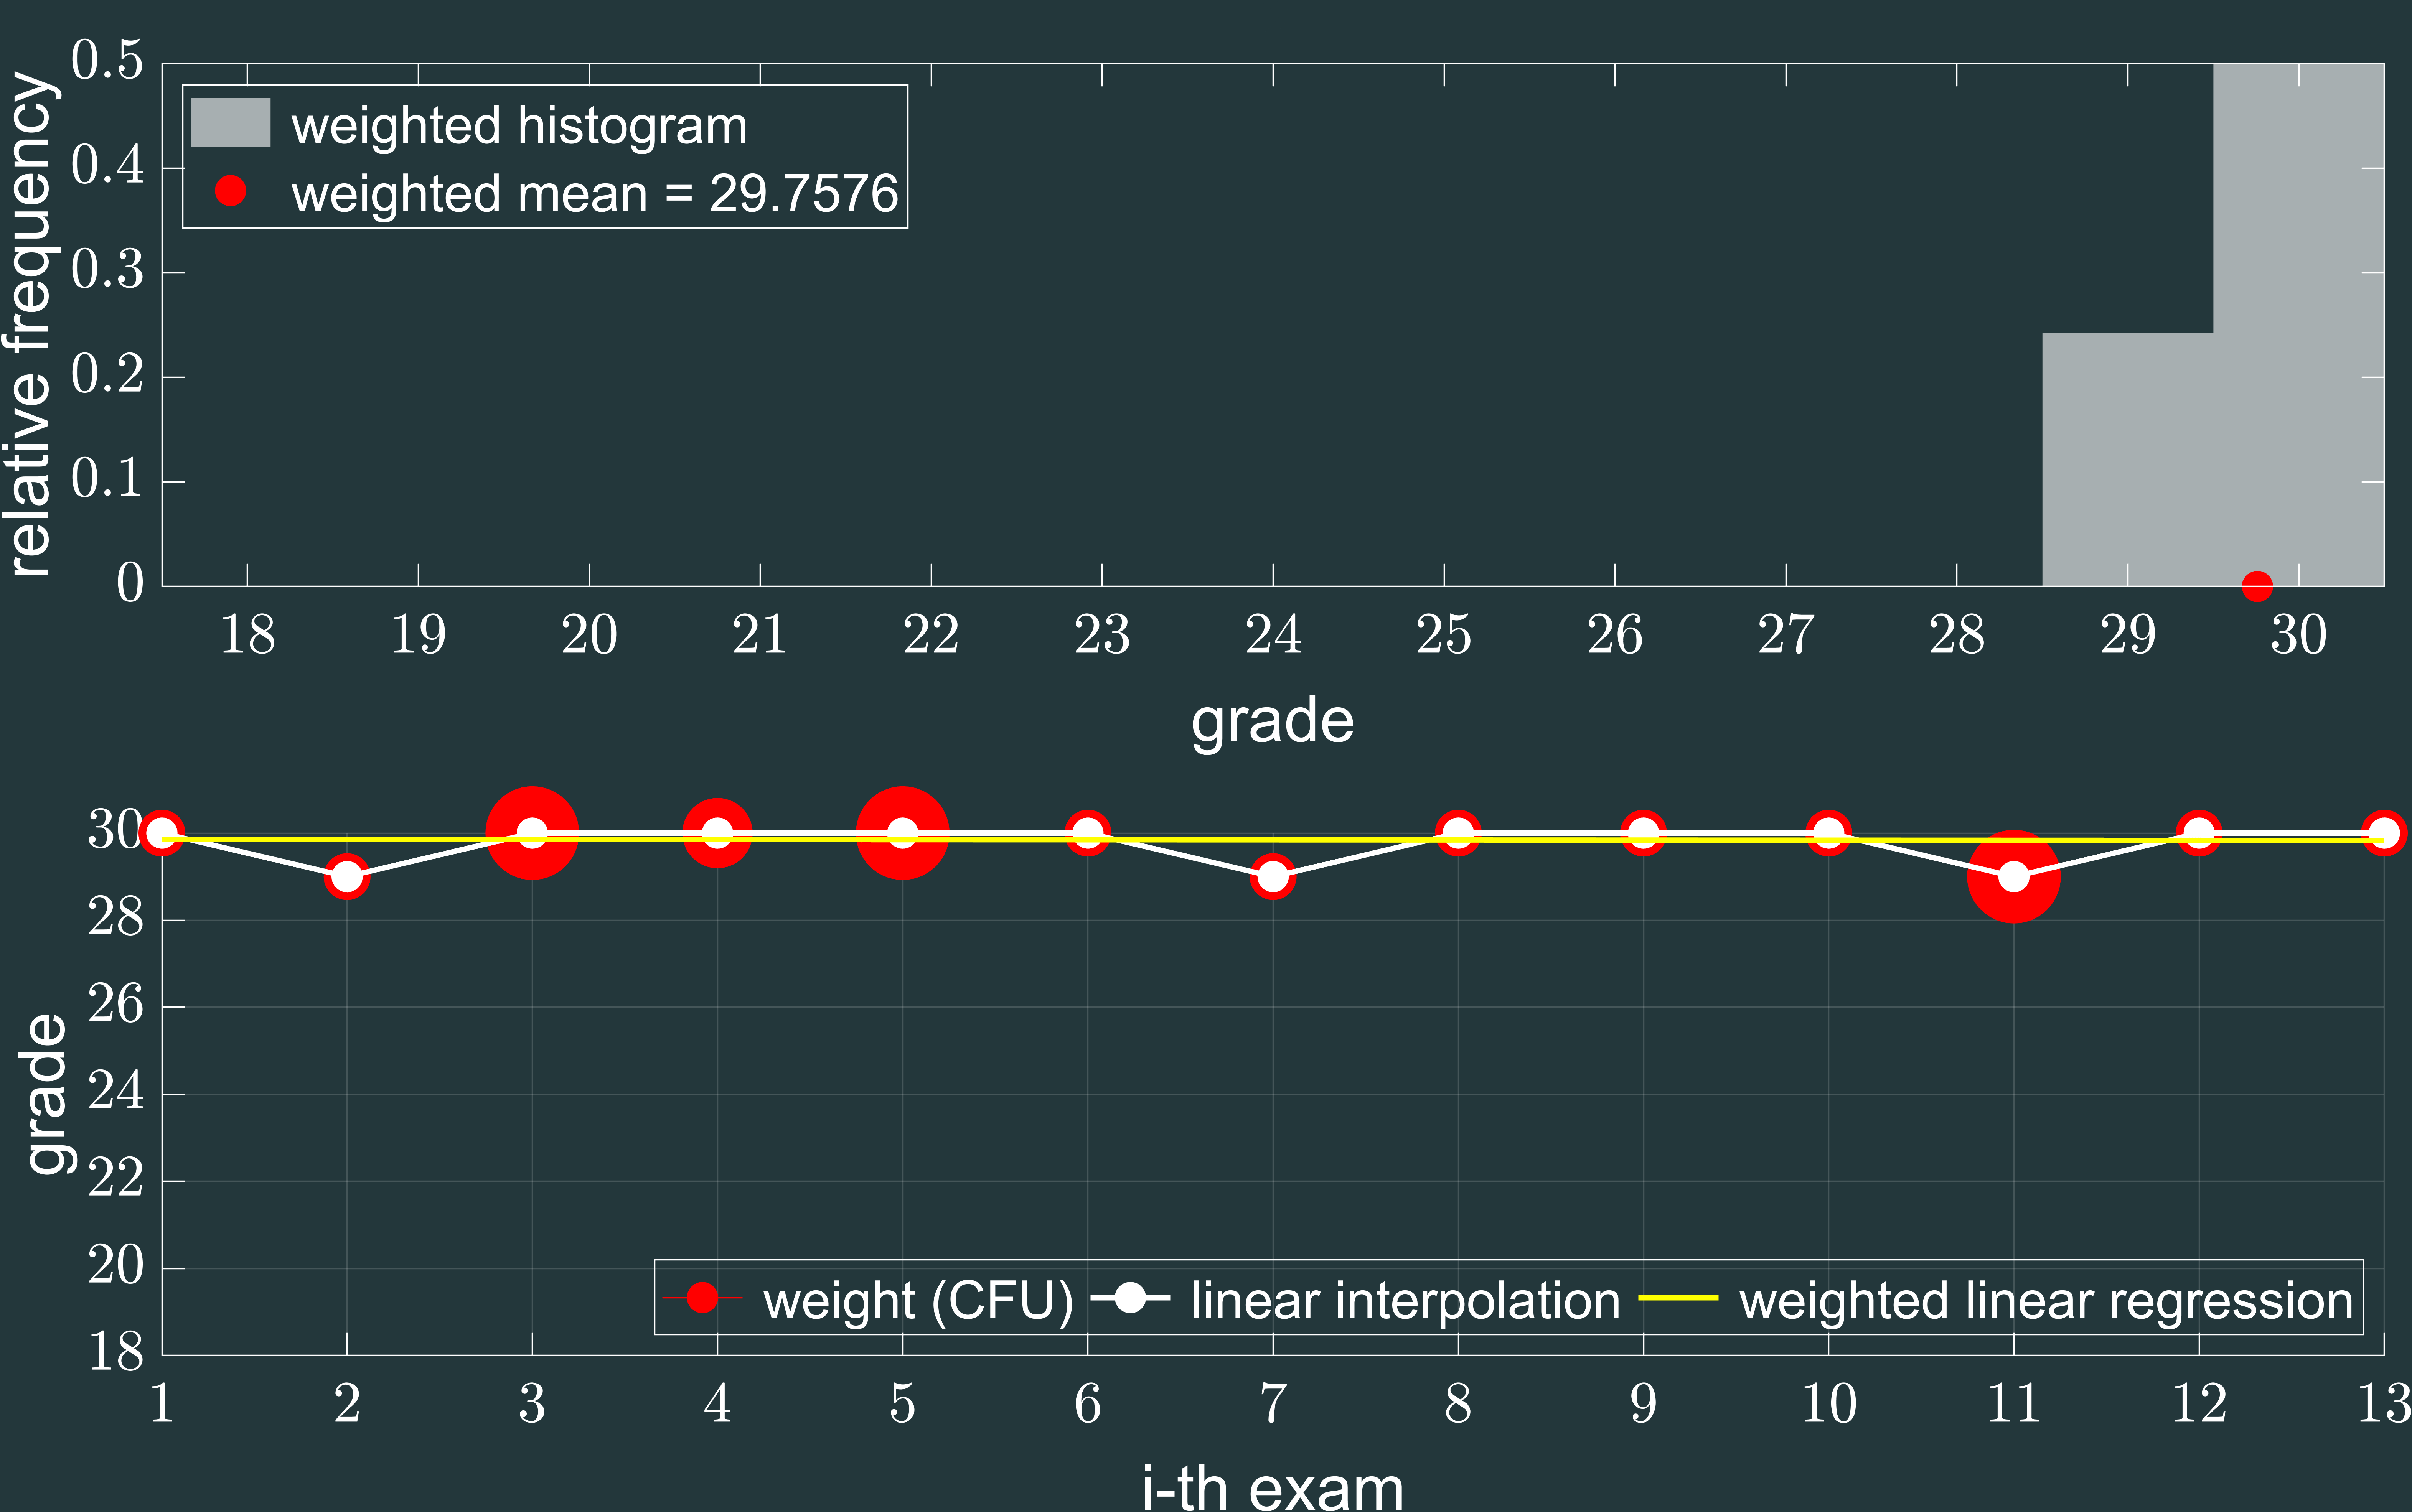 relative frequency
0.5
0.4
0.3
0.2
0.1
0
weighted histogram
weighted mean = 29.7576
18 19 20 21 22 23 24 25 26 27 28 29 30
grade
grade
30
28
26
24
22
20
18
weight (CFU) linear interpolation weighted linear regression
1 2 3 4 5 6 7 8 9 10 11 12 13
i-th exam